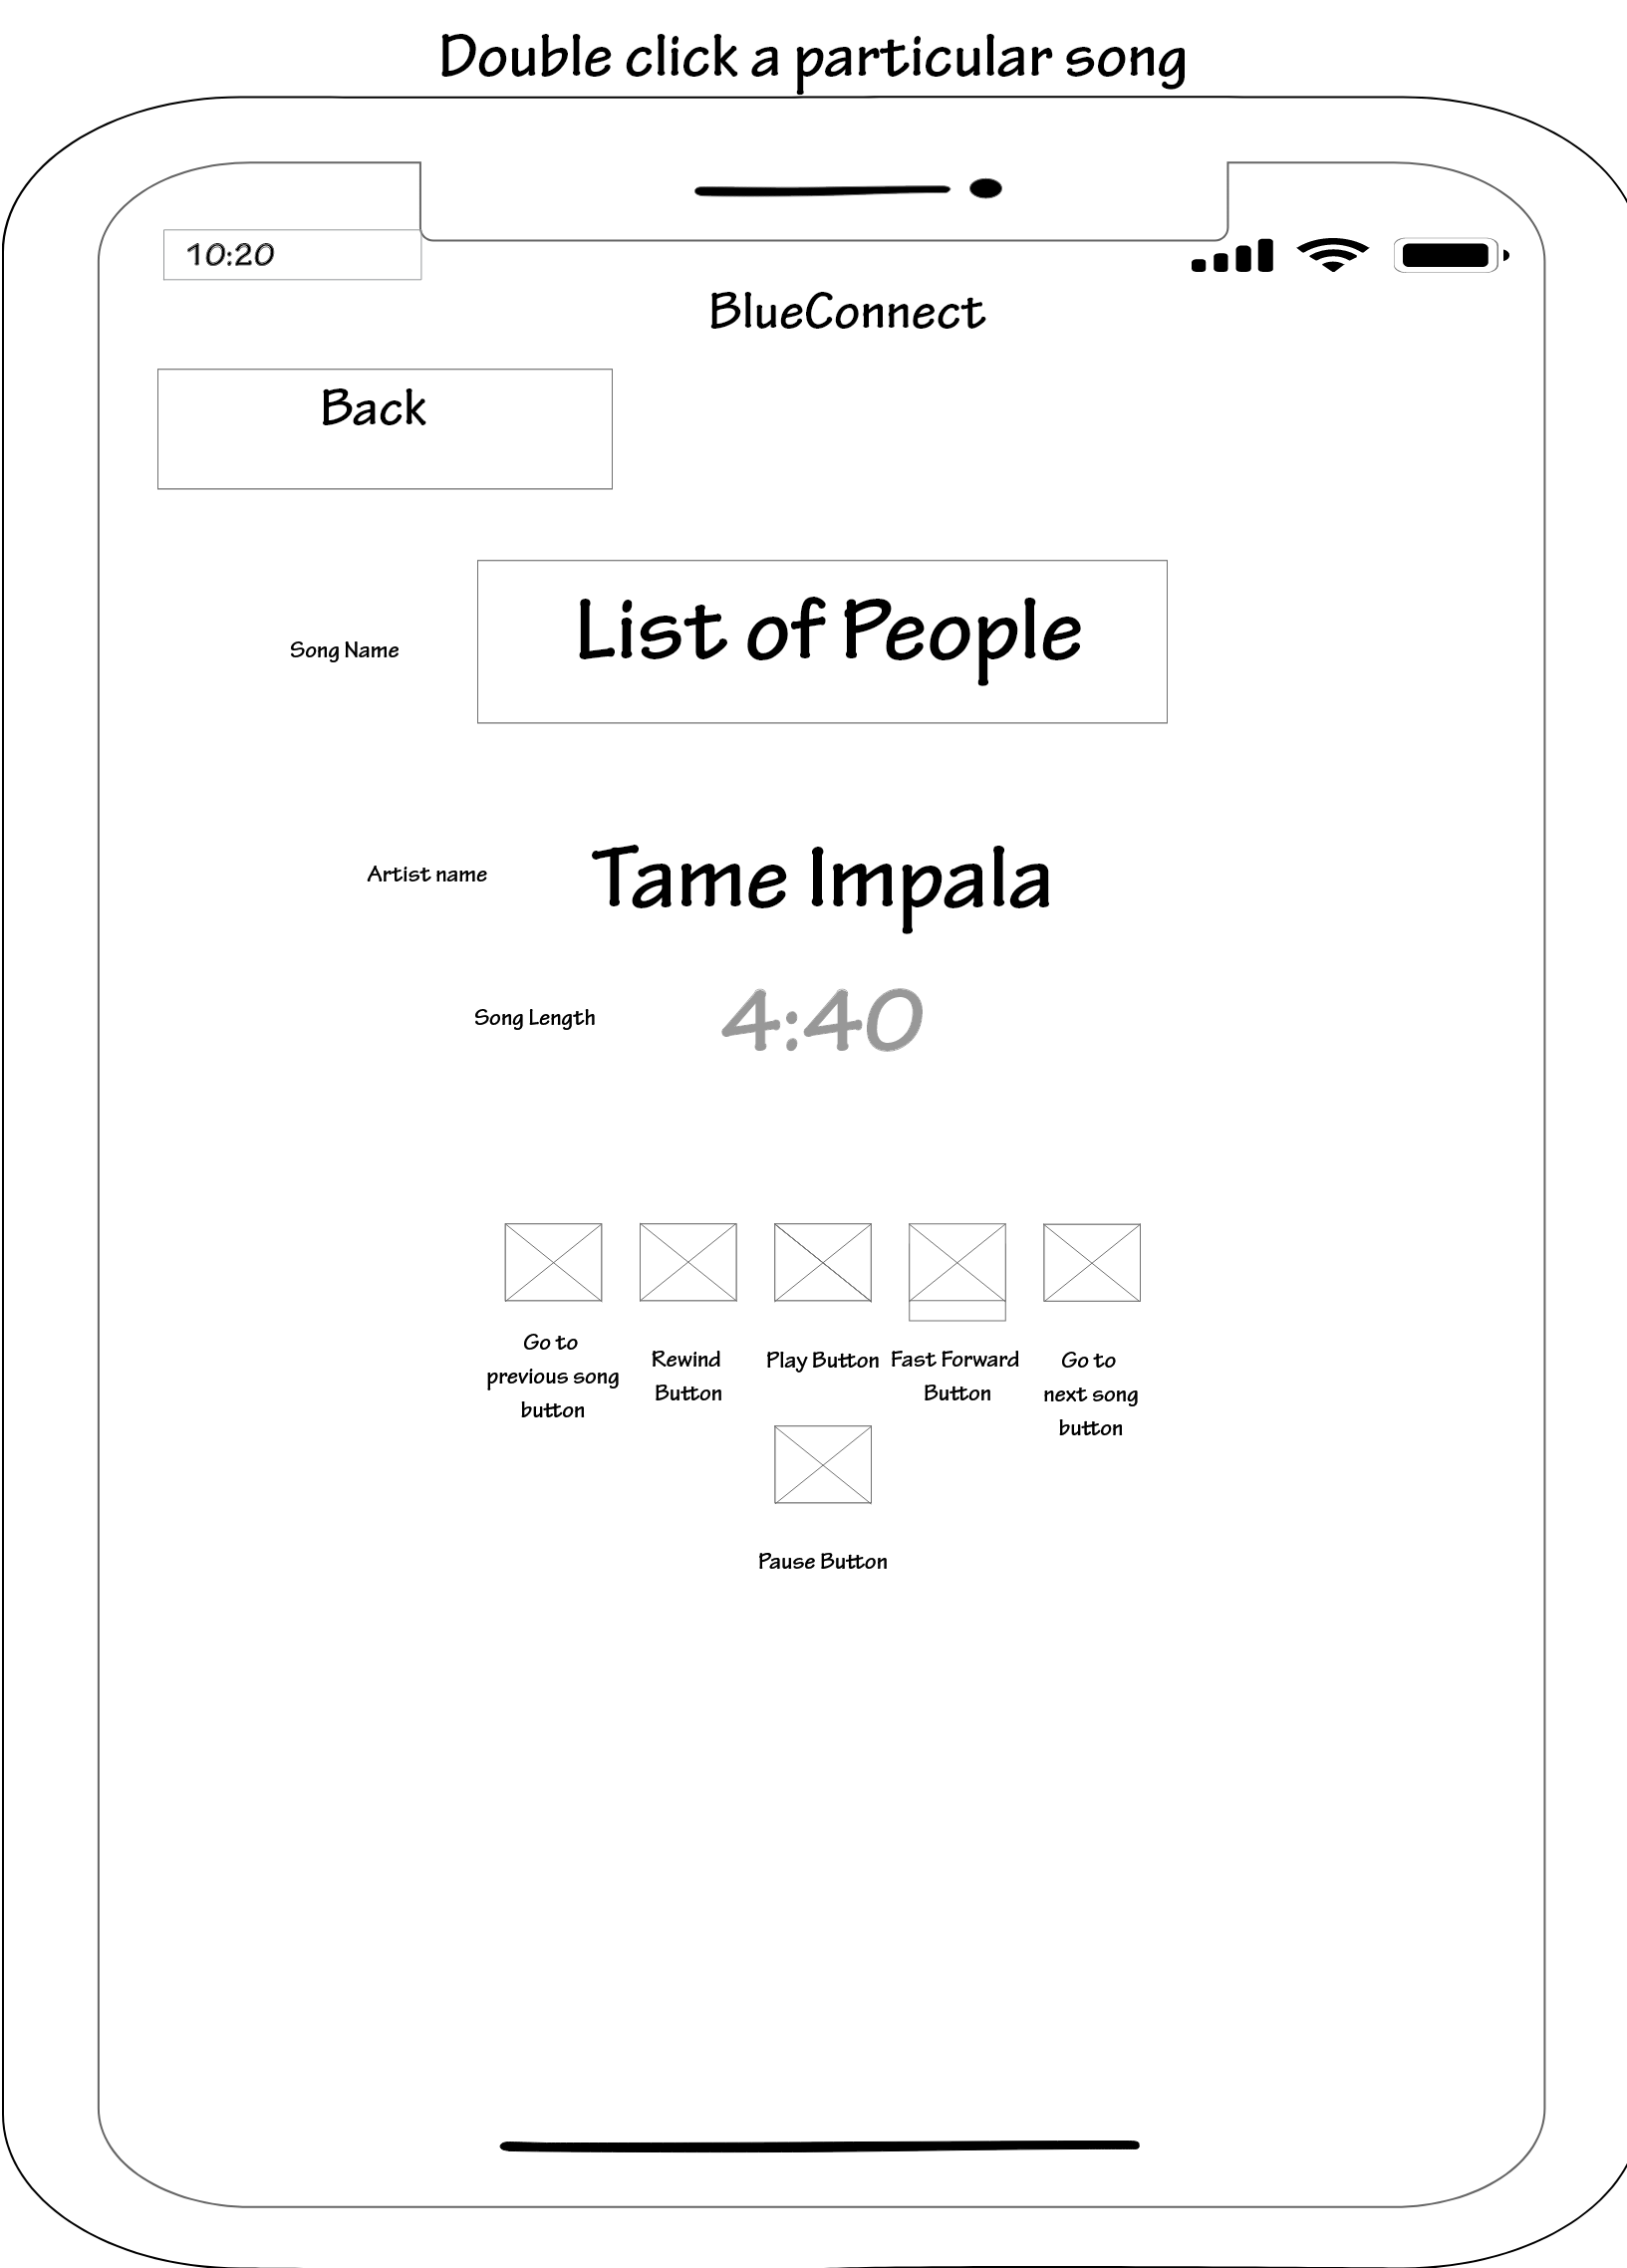 Double click a particular song
10:20
BlueConnect
Back
Song Name
List of People
Artist name
Tame Impala
Song Length
4:40
Go to
previous song
button
Rewind
Button
Play Button
Fast Forward
Button
Go to
next song
button
Pause Button